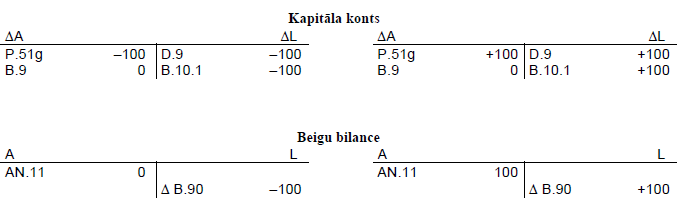 Kapitāla konts
ΔA ΔL ΔA ΔL
P.51g –100 D.9 –100 P.51g +100 D.9 +100
B.9 0 B.10.1 –100 B.9 0 B.10.1 +100
Beigu bilance
A L A L
AN.11 0 AN.11 100
Δ B.90 –100 Δ B.90 +100